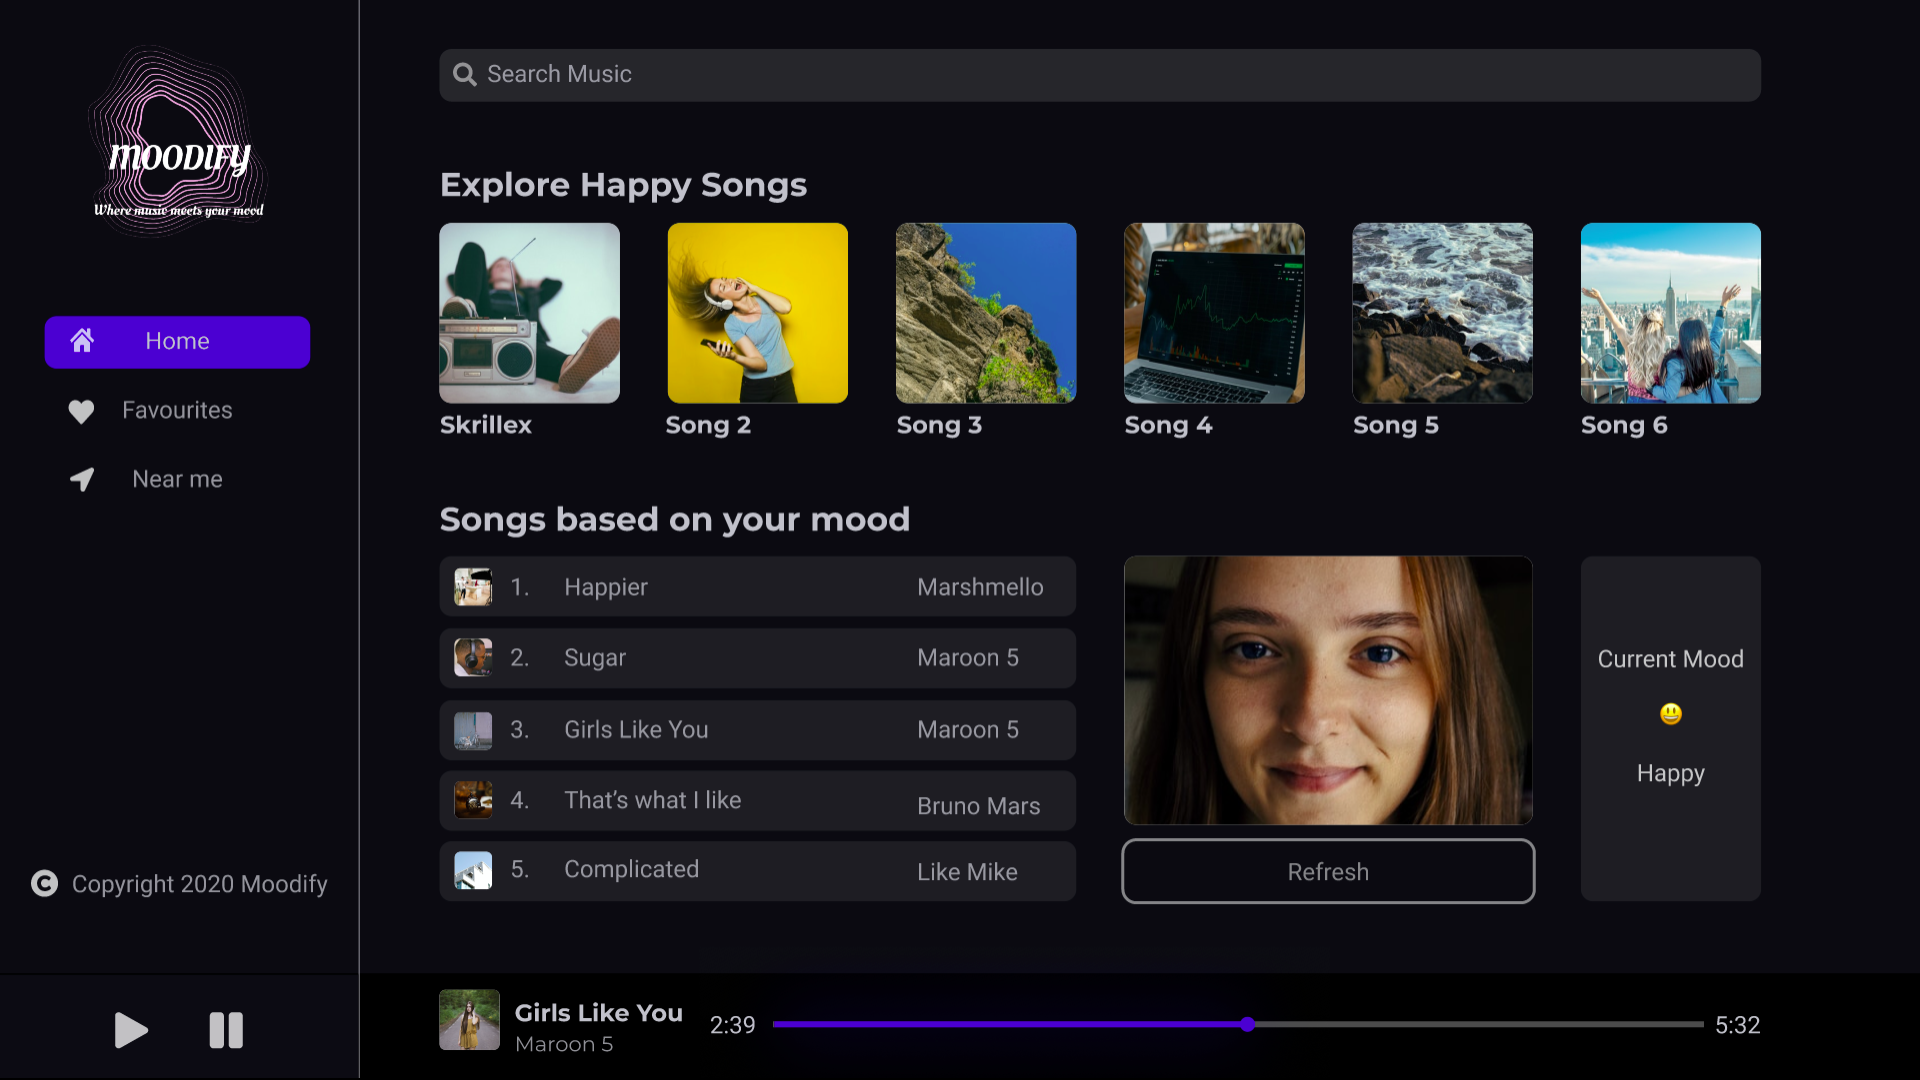 MOODIFY
Where music meets your mood
Home
Favourites
Near me
© Copyright 2020 Moodify
Search Music
Explore Happy Songs
Skrillex
Song 2
Song 3
Song 4
Song 5
Song 6
Songs based on your mood
1. Happier Marshmello
2. Sugar Maroon 5
3. Girls Like You Maroon 5
4. That’s what I like Bruno Mars
5. Complicated Like Mike
Refresh
Current Mood
😃
Happy
Girls Like You
Maroon 5
2:39
5:32